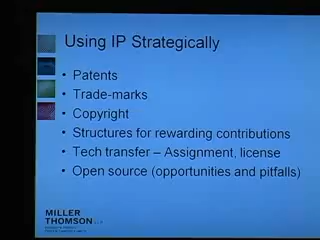 Using IP Strategically
• Patents
• Trade-marks
• Copyright
• Structures for rewarding contributions
• Tech transfer – Assignment, license
• Open source (opportunities and pitfalls)
MILLER
THOMSON LLP